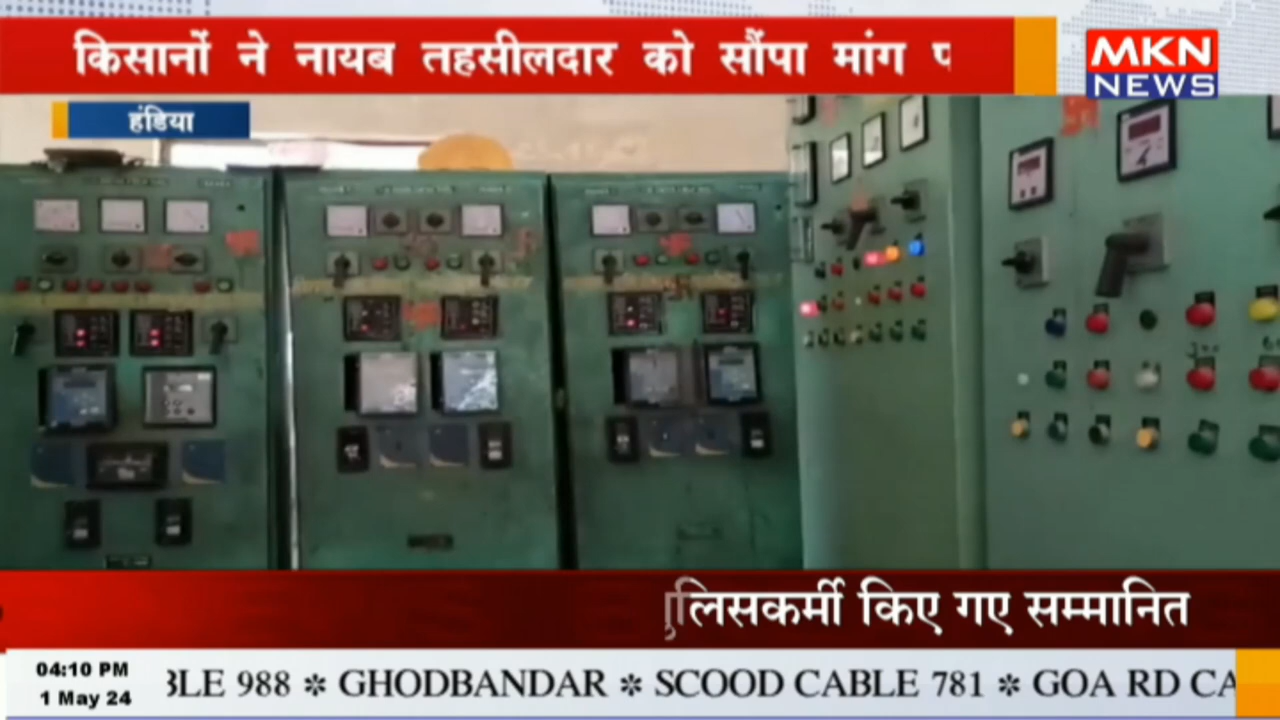 किसानों ने नायब तहसीलदार को सौंपा मांग
MKN
NEWS
हंडिया
लिसकर्मी किए गए सम्मानित
04:10 PM
1 May 24
BLE 988 ✼ GHODBANDAR ✼ SCOOD CABLE 781 ✼ GOA RD CA